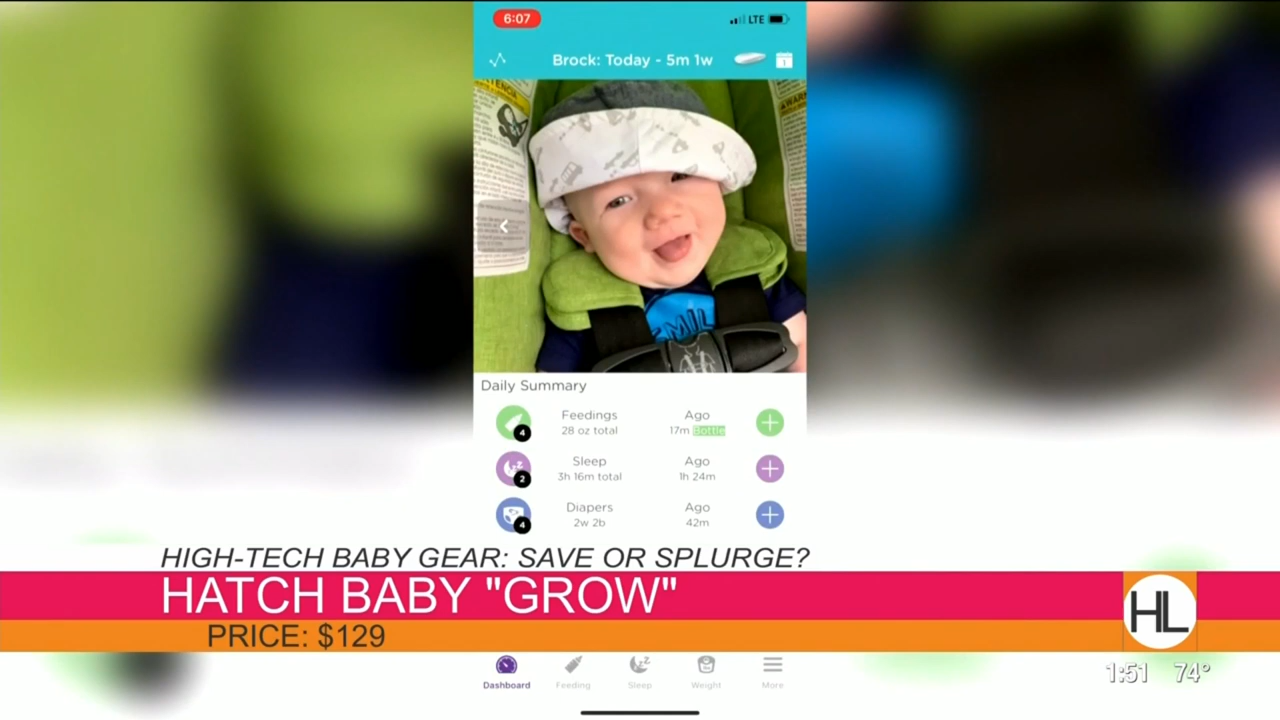 6:07
LTE
Brock: Today - 5m 1w
1
Daily Summary
Feedings
Ago
4
28 oz total
17m Bottle
Sleep
Ago
2
3h 16m total
1h 24m
Diapers
Ago
4
2w 2b
42m
HIGH-TECH BABY GEAR: SAVE OR SPLURGE?
HATCH BABY "GROW"
PRICE: $129
HL
Dashboard
Feeding
Sleep
Weight
More
1:51 74°